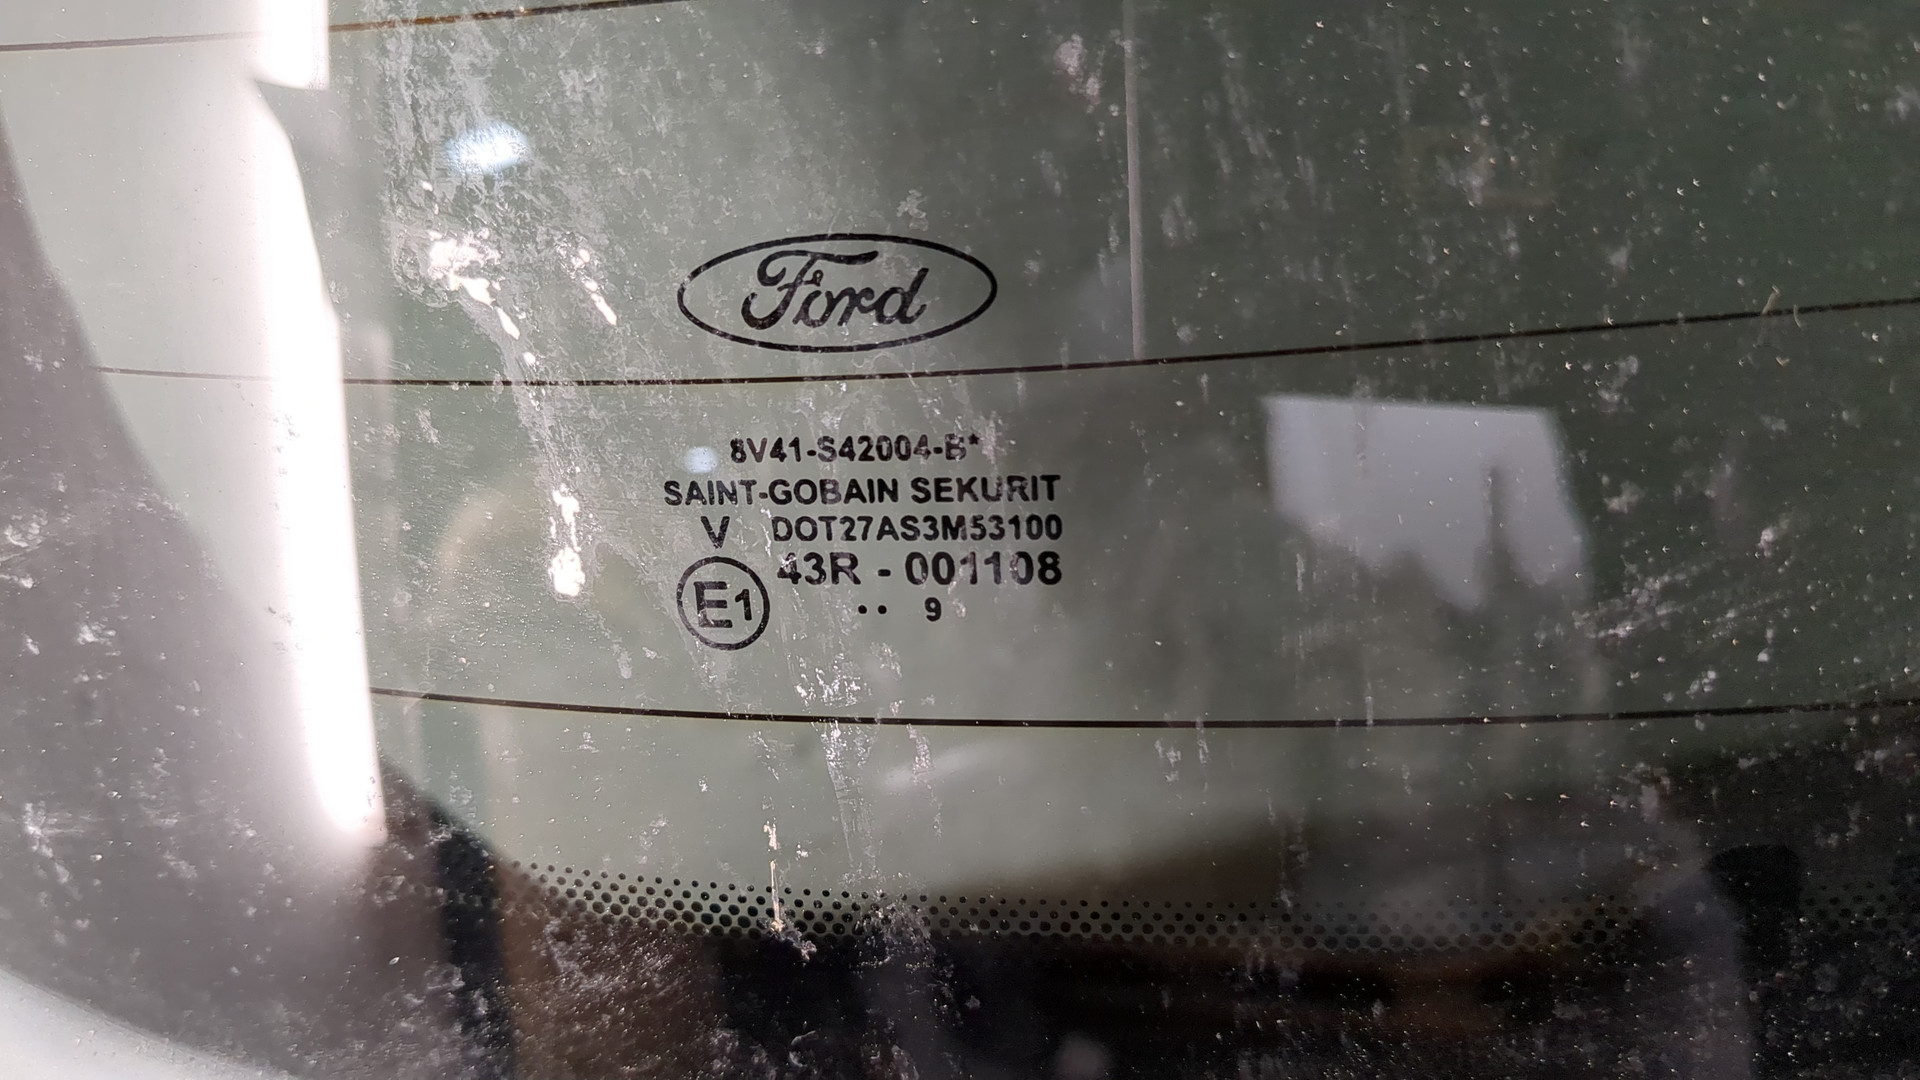 Ford
8V41-S42004-B*
SAINT-GOBAIN SEKURIT
V DOT27AS3M53100
E1 43R - 001108
·· 9